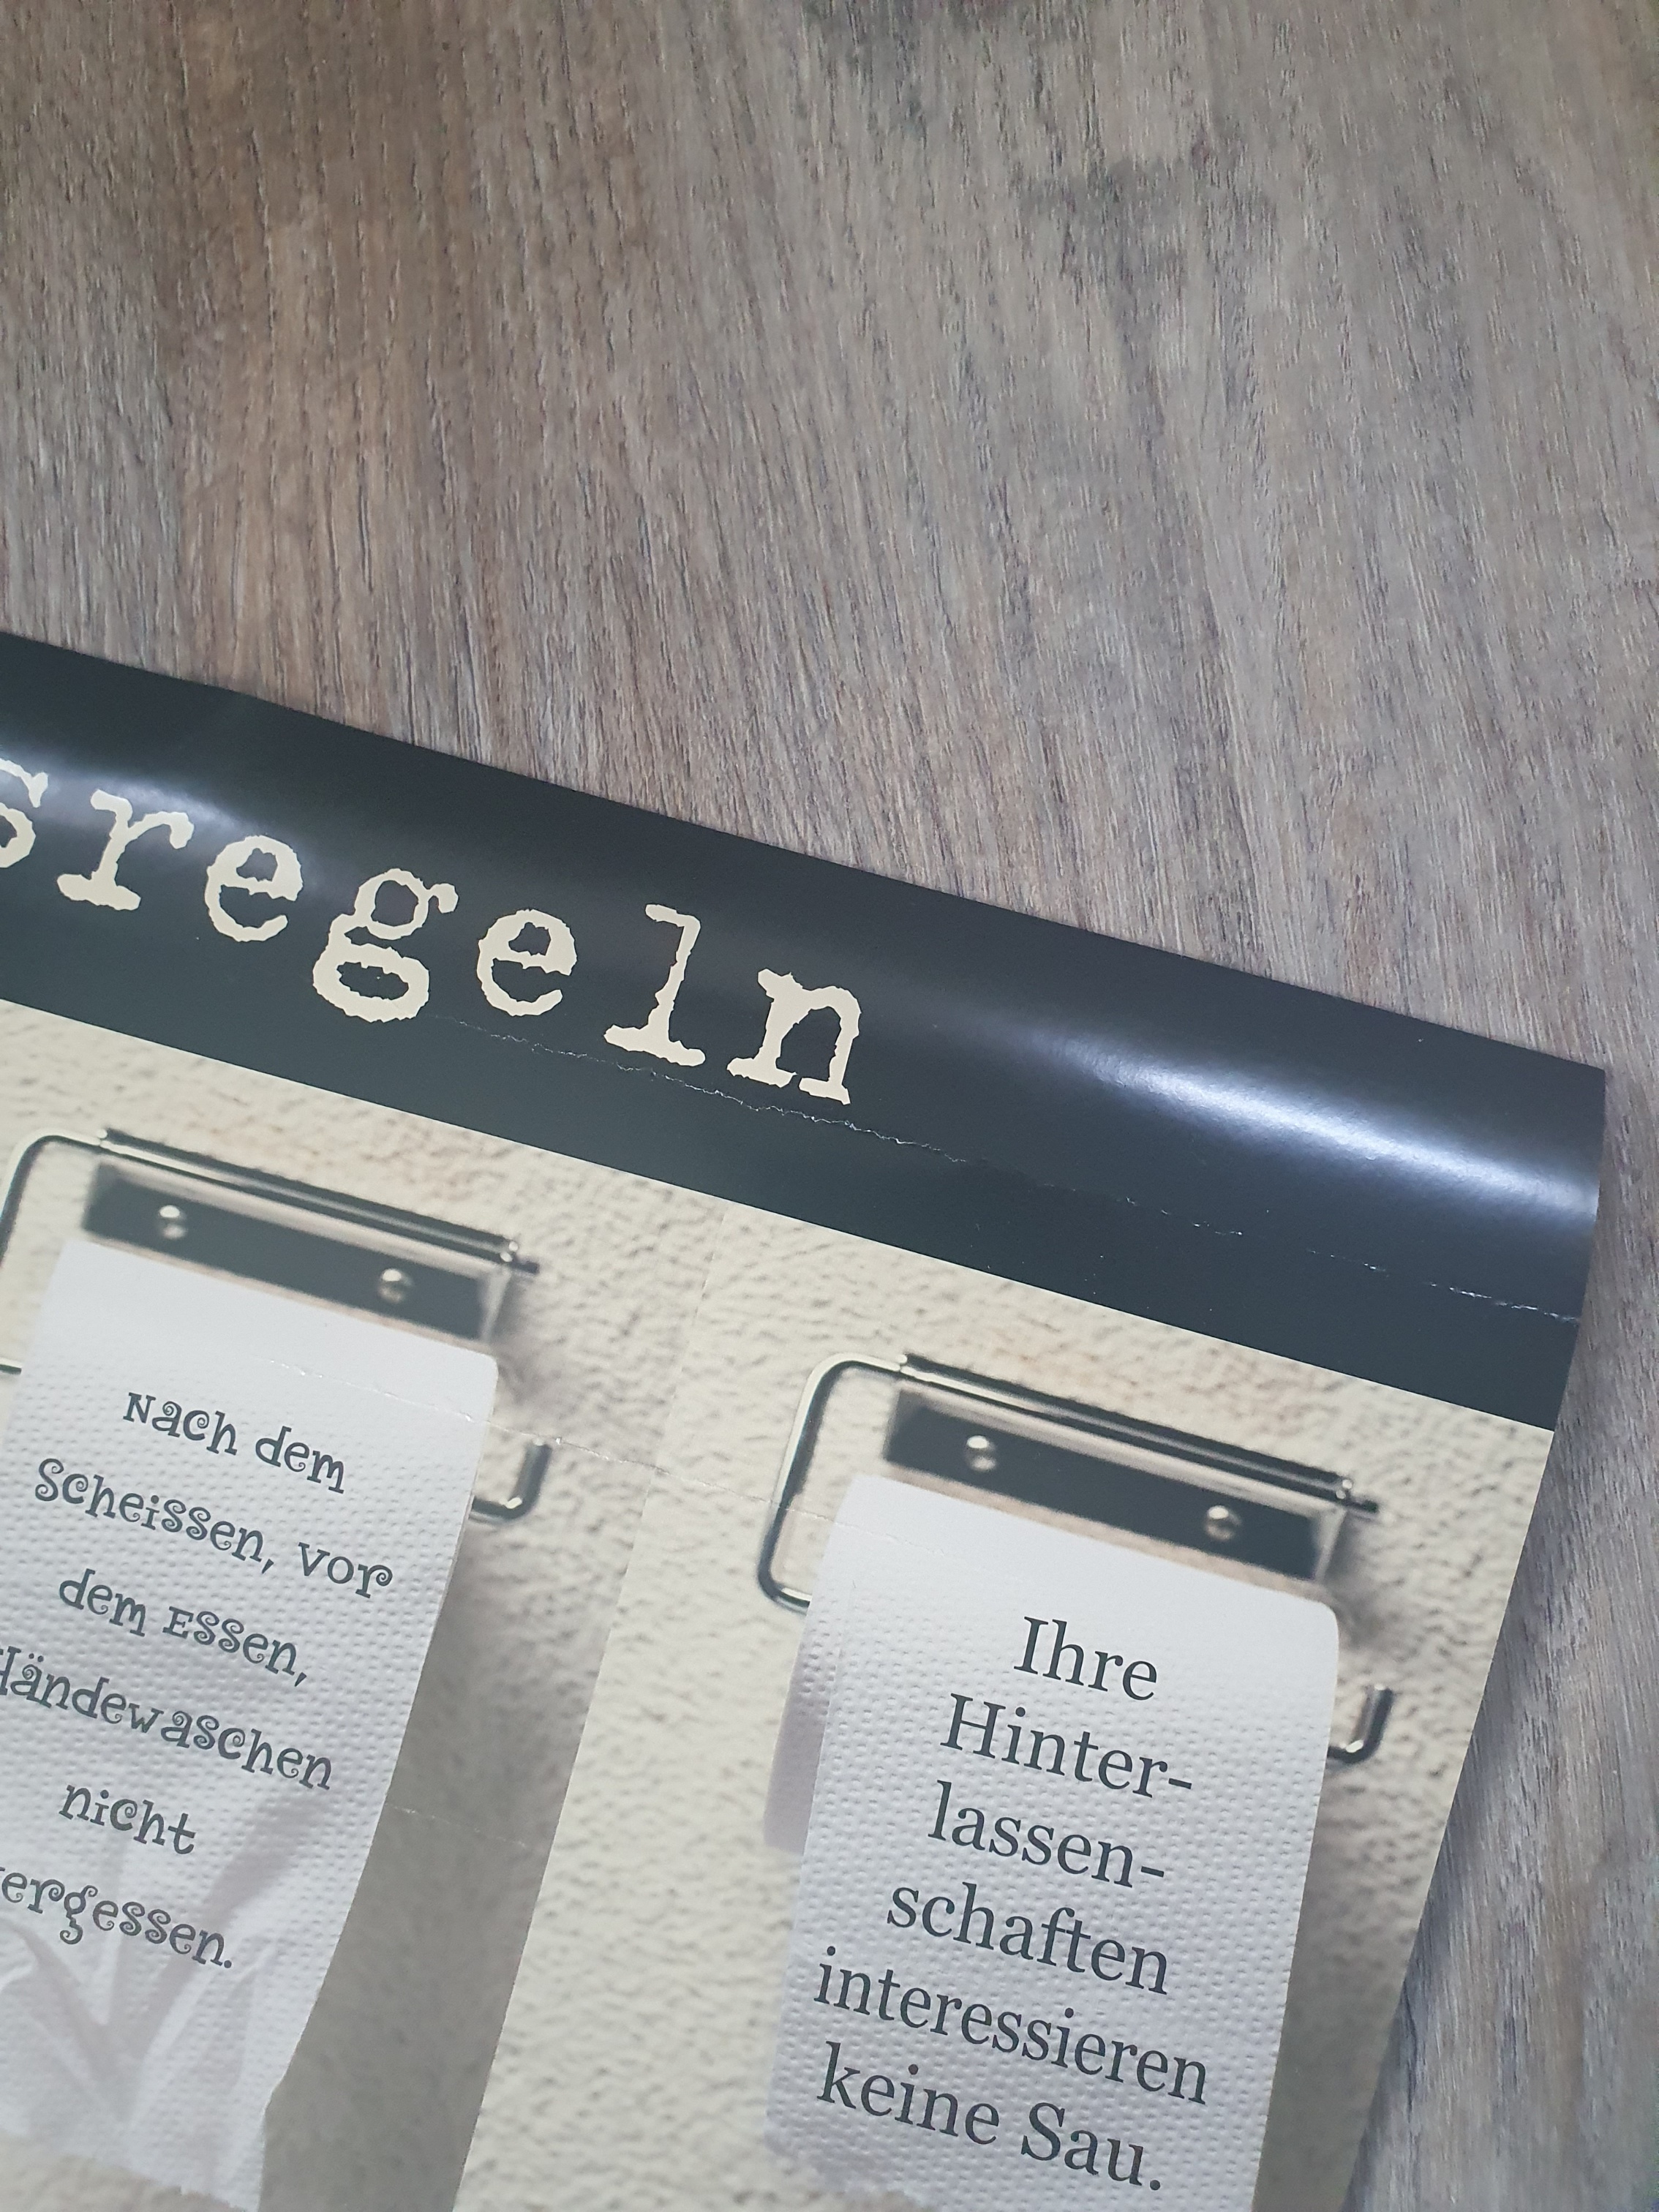 sregeln
Nach dem
Scheissen, vor
dem Essen,
Händewaschen
nicht
ergessen.
Ihre
Hinter-
lassen-
schaften
interessieren
keine Sau.